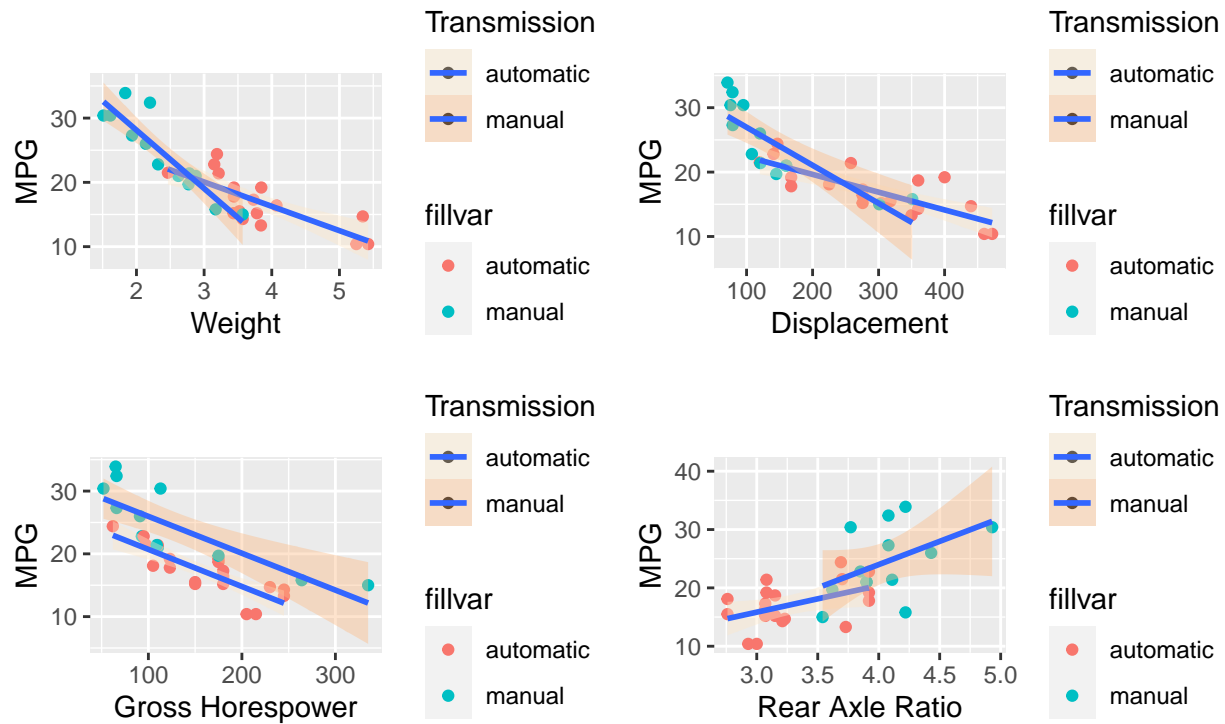 Transmission
automatic
manual
fillvar
automatic
manual
MPG
30
20
10
2 3 4 5
Weight
Transmission
automatic
manual
fillvar
automatic
manual
MPG
30
20
10
100 200 300 400
Displacement
Transmission
automatic
manual
fillvar
automatic
manual
MPG
30
20
10
100 200 300
Gross Horespower
Transmission
automatic
manual
fillvar
automatic
manual
MPG
40
30
20
10
3.0 3.5 4.0 4.5 5.0
Rear Axle Ratio